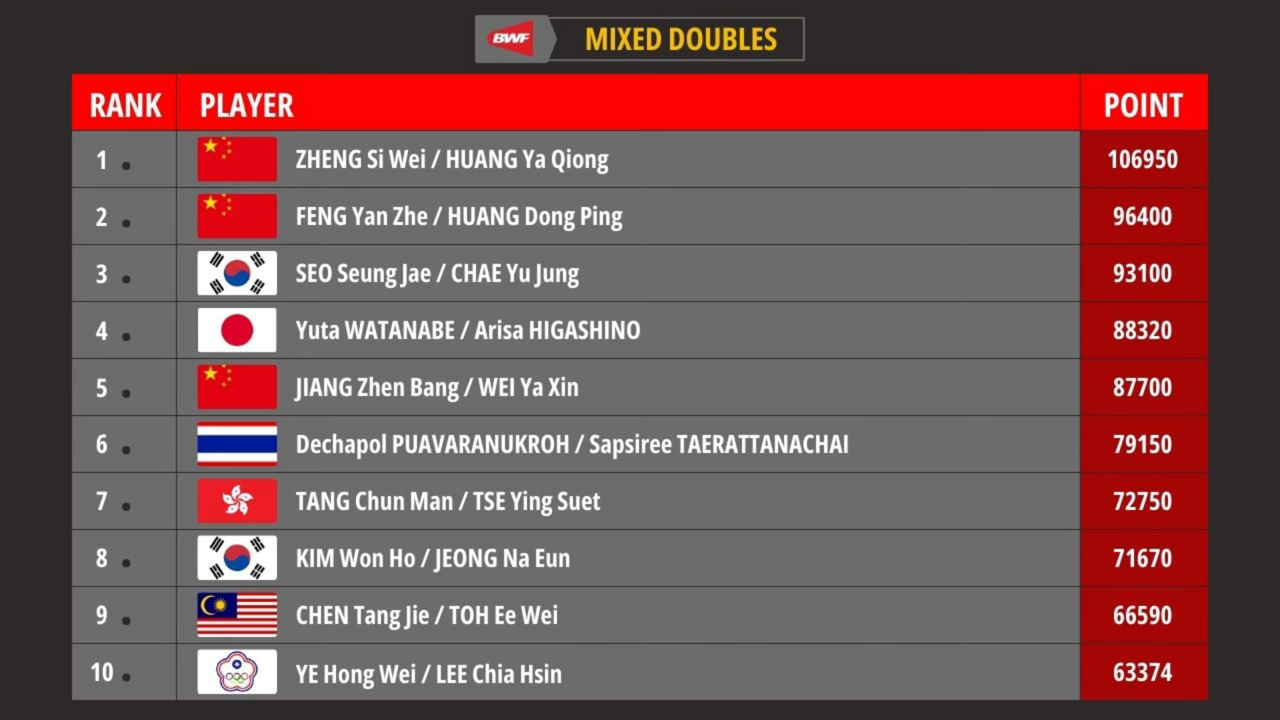 BWF MIXED DOUBLES
RANK PLAYER POINT
1 ZHENG Si Wei / HUANG Ya Qiong 106950
2 FENG Yan Zhe / HUANG Dong Ping 96400
3 SEO Seung Jae / CHAE Yu Jung 93100
4 Yuta WATANABE / Arisa HIGASHINO 88320
5 JIANG Zhen Bang / WEI Ya Xin 87700
6 Dechapol PUAVARANUKROH / Sapsiree TAERATTANACHAI 79150
7 TANG Chun Man / TSE Ying Suet 72750
8 KIM Won Ho / JEONG Na Eun 71670
9 CHEN Tang Jie / TOH Ee Wei 66590
10 YE Hong Wei / LEE Chia Hsin 63374